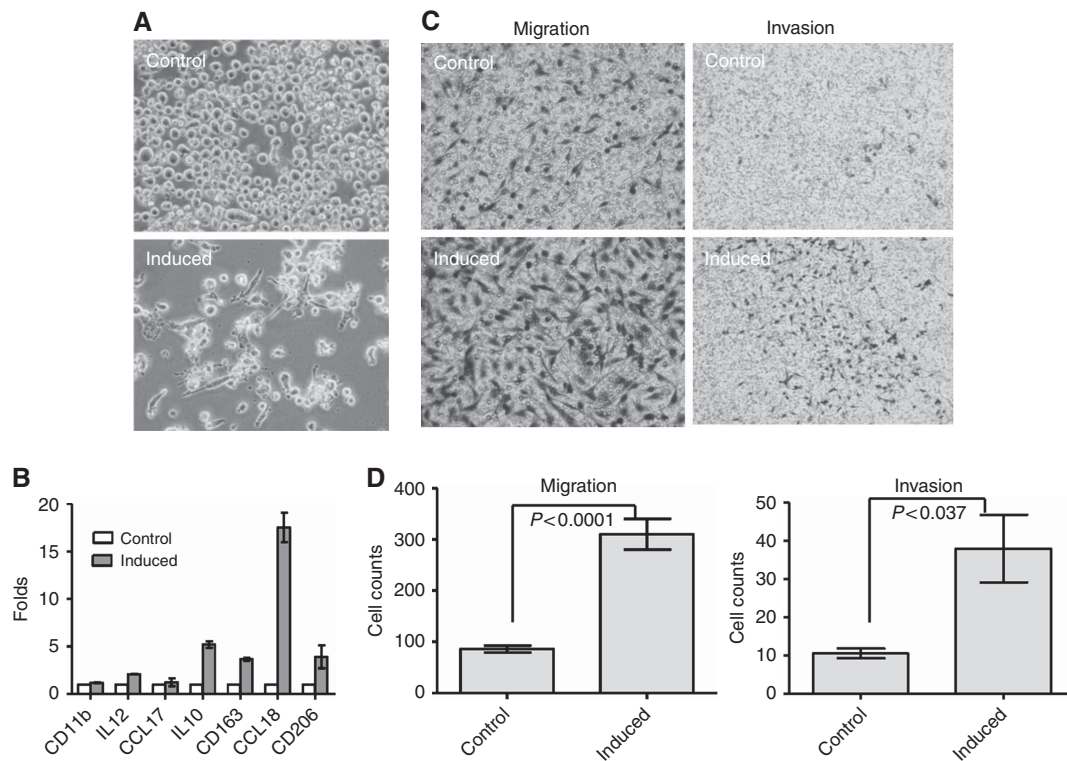 A
Control
Induced
C
Migration
Invasion
Control
Control
Induced
Induced
B
20
15
10
5
0
Folds
Control
Induced
CD11b
IL12
CCL17
IL10
CD163
CCL18
CD206
D
Migration
400
300
200
100
0
Cell counts
P<0.0001
Control
Induced
Invasion
50
40
30
20
10
0
Cell counts
P<0.037
Control
Induced